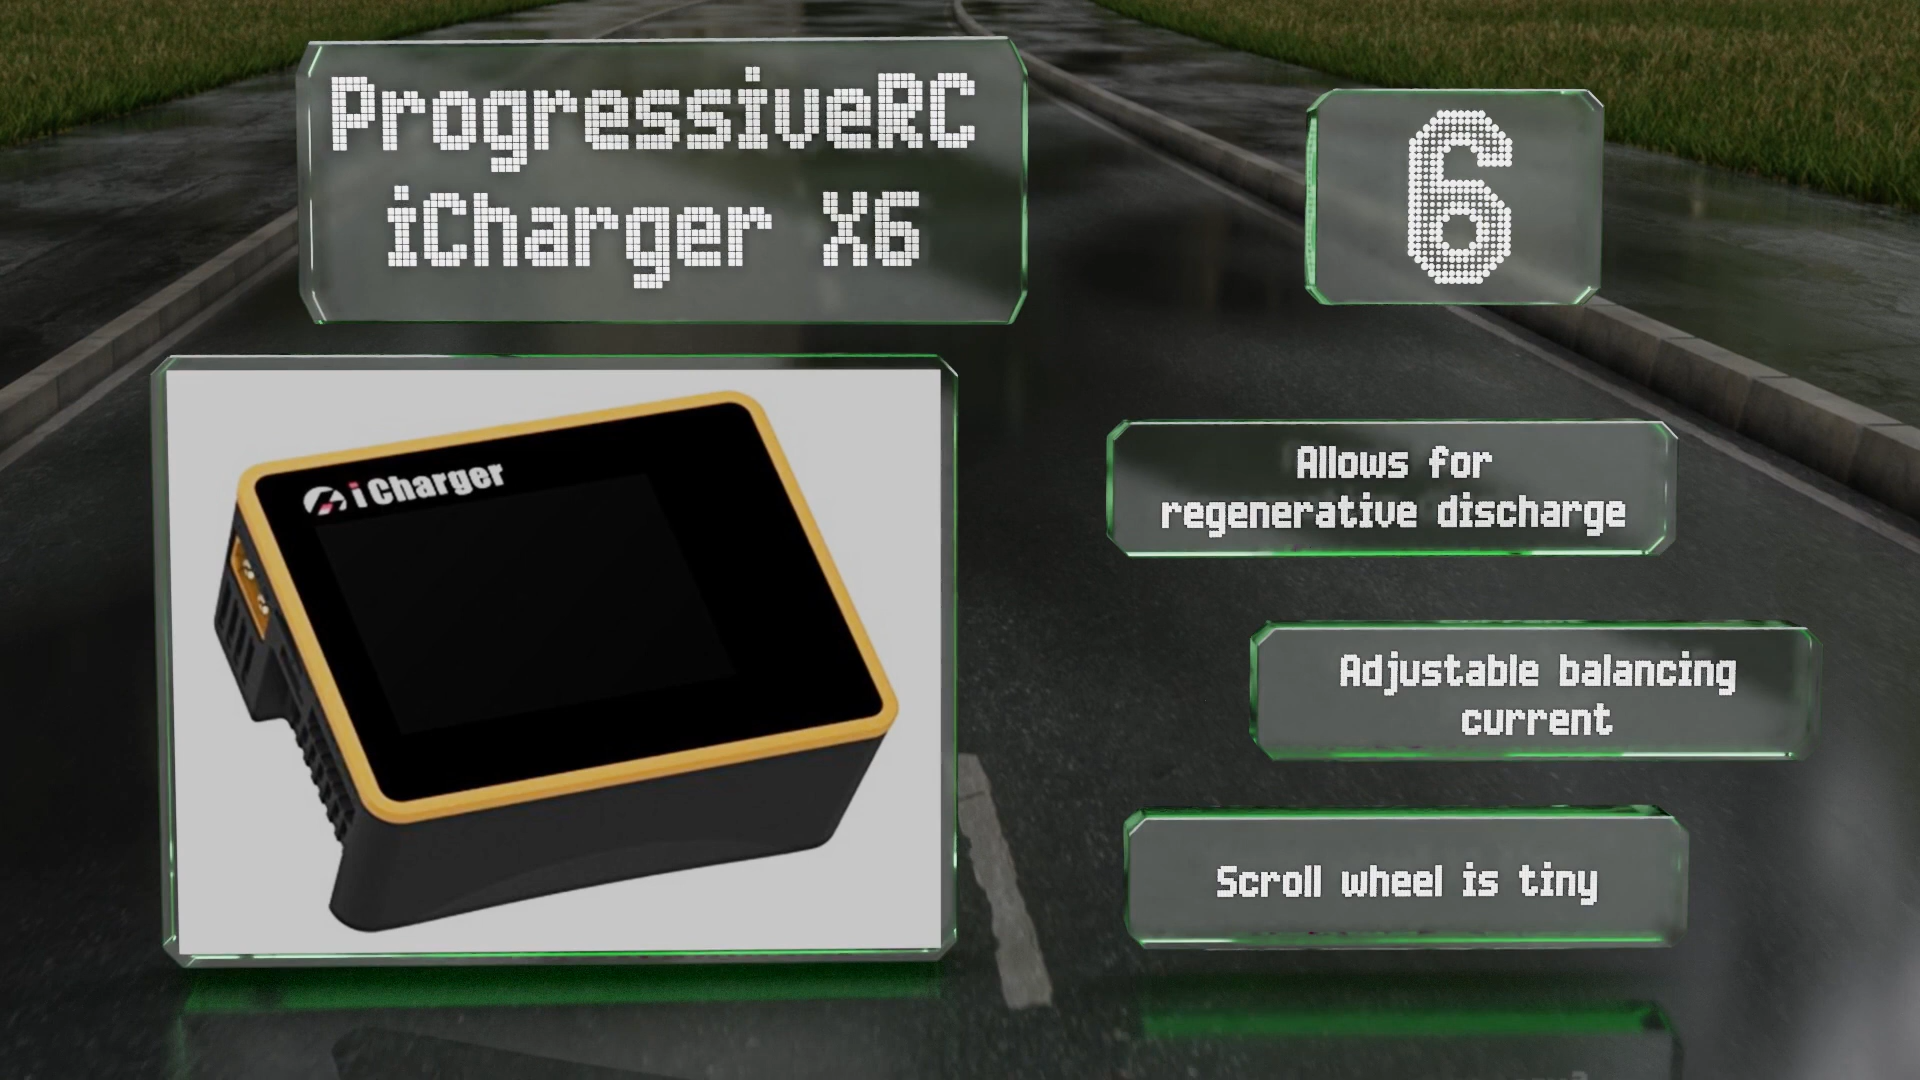 ProgressiveRC
iCharger X6
6
iCharger
Allows for
regenerative discharge
Adjustable balancing
current
Scroll wheel is tiny